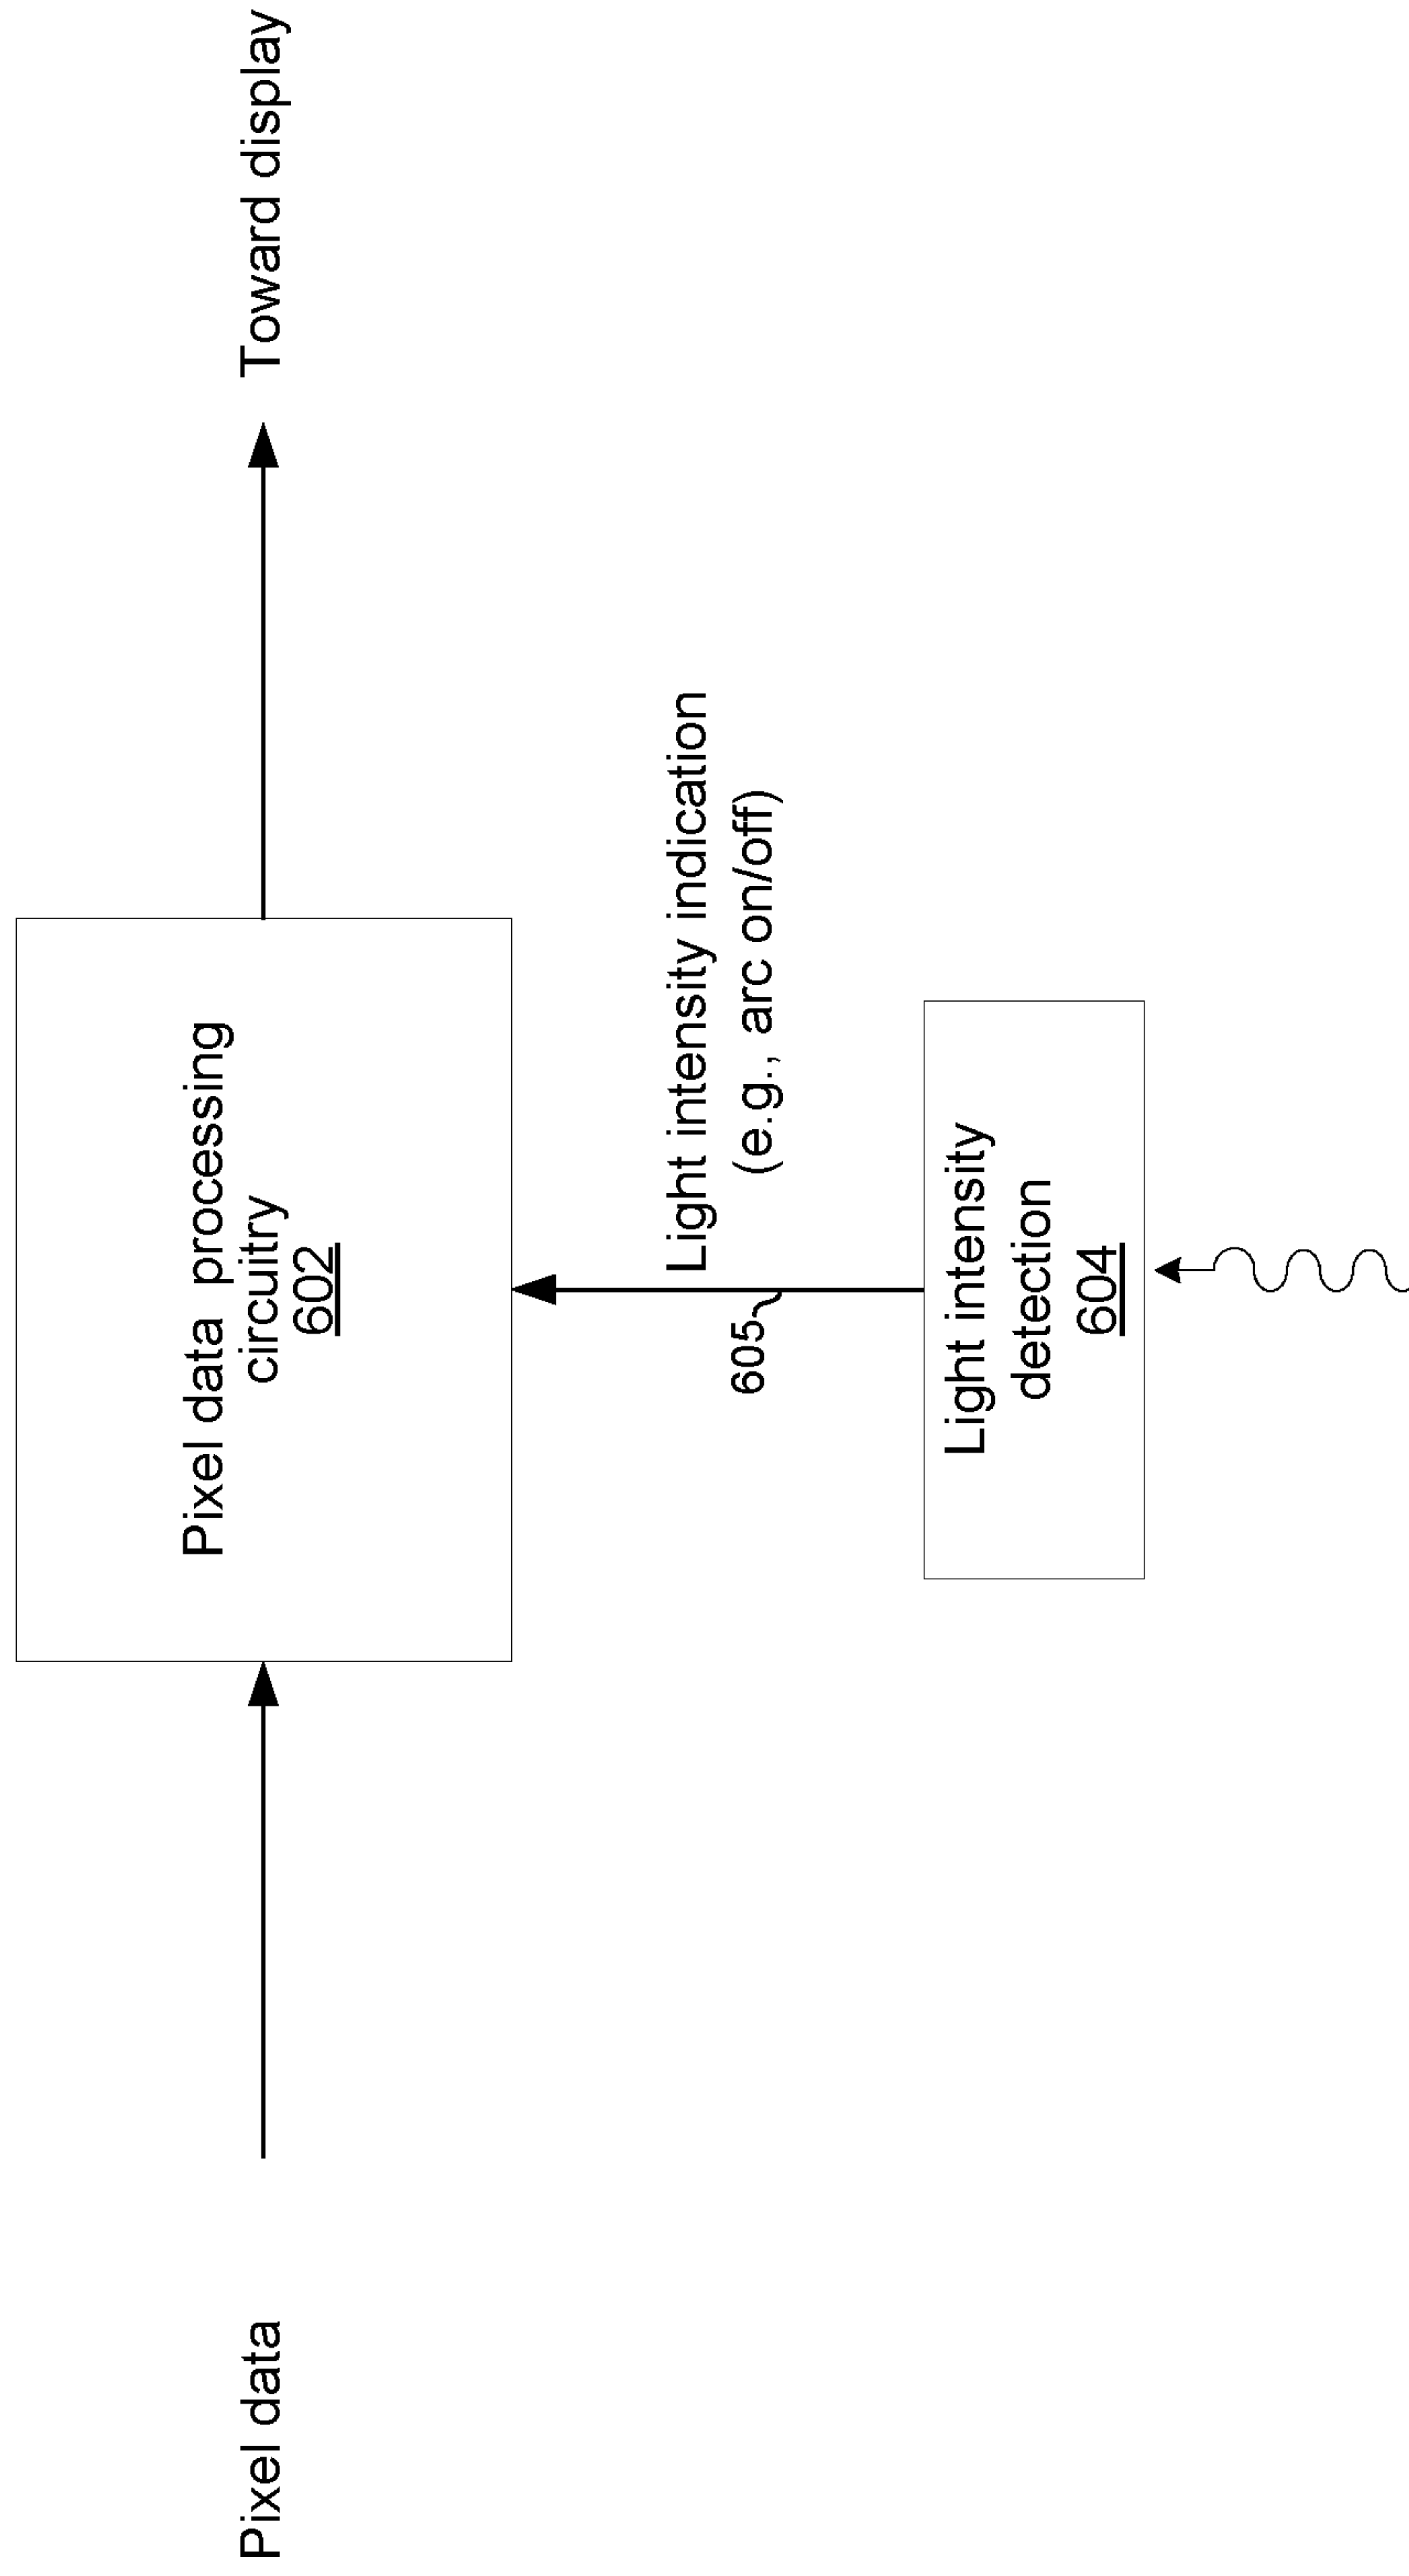 Pixel data
Pixel data processing
circuitry
602
Toward display
Light intensity indication
(e.g., arc on/off)
605
Light intensity
detection
604